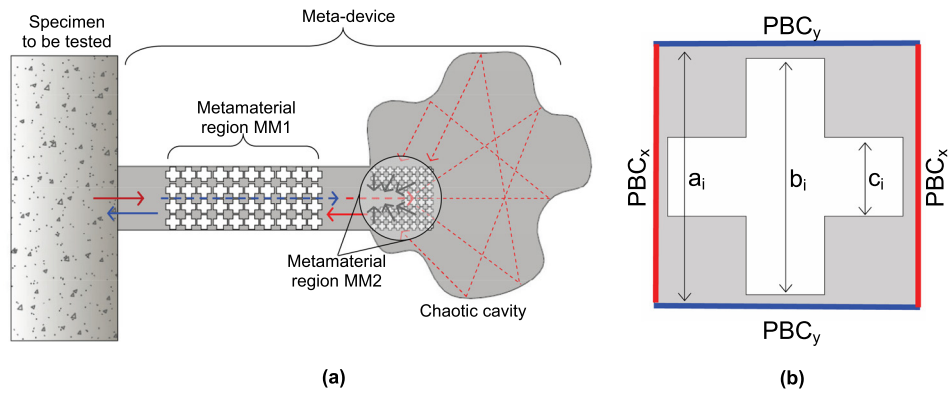 Specimen
to be tested
Meta-device
Metamaterial
region MM1
Metamaterial
region MM2
Chaotic cavity
(a)
PBCy
PBCx
ai
bi
ci
PBCx
PBCy
(b)